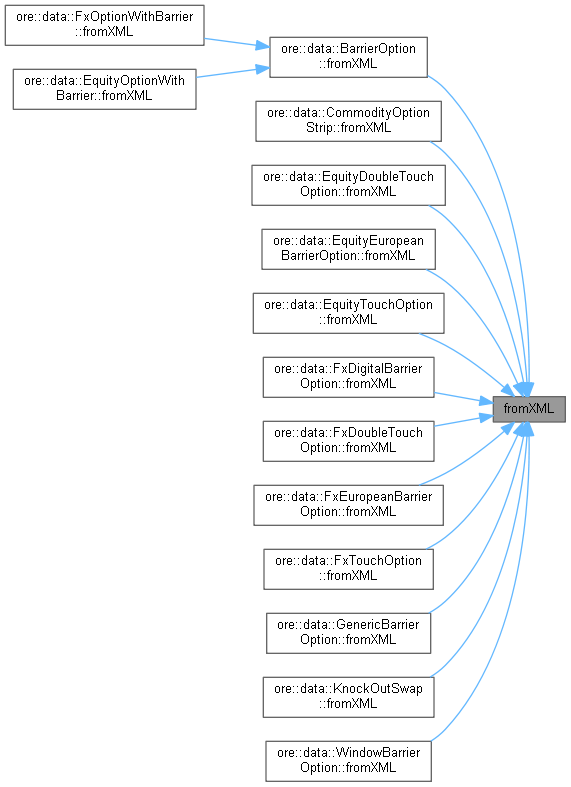 ore::data::FxOptionWithBarrier
::fromXML
ore::data::EquityOptionWith
Barrier::fromXML
ore::data::BarrierOption
::fromXML
ore::data::CommodityOption
Strip::fromXML
ore::data::EquityDoubleTouch
Option::fromXML
ore::data::EquityEuropean
BarrierOption::fromXML
ore::data::EquityTouchOption
::fromXML
ore::data::FxDigitalBarrier
Option::fromXML
ore::data::FxDoubleTouch
Option::fromXML
ore::data::FxEuropeanBarrier
Option::fromXML
ore::data::FxTouchOption
::fromXML
ore::data::GenericBarrier
Option::fromXML
ore::data::KnockOutSwap
::fromXML
ore::data::WindowBarrier
Option::fromXML
fromXML